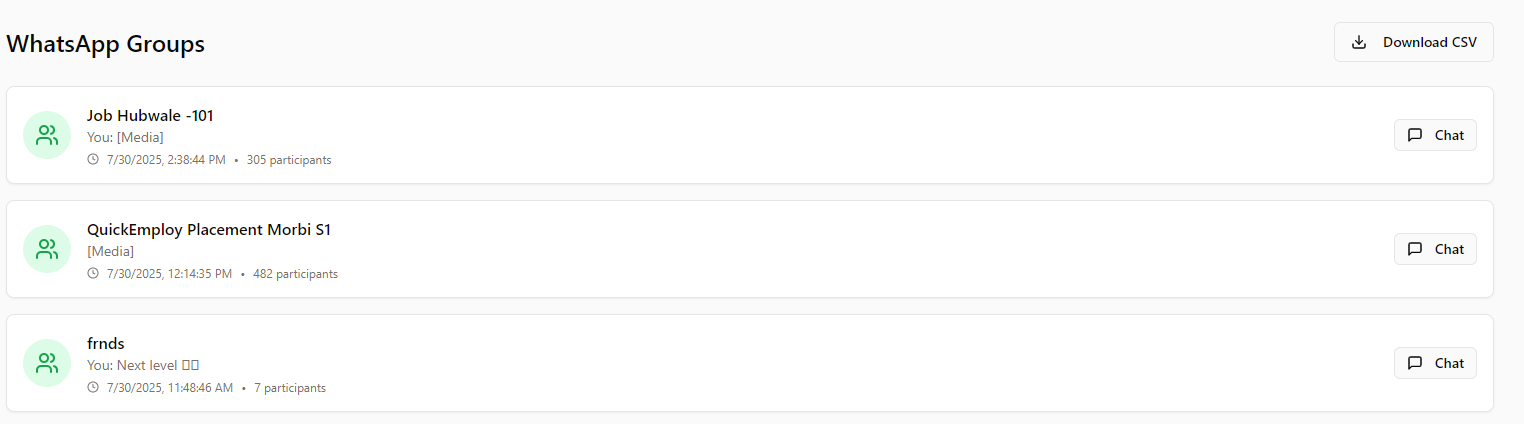 WhatsApp Groups
Download CSV
Job Hubwale -101
You: [Media]
7/30/2025, 2:38:44 PM • 305 participants
Chat
QuickEmploy Placement Morbi S1
[Media]
7/30/2025, 12:14:35 PM • 482 participants
Chat
frnds
You: Next level
7/30/2025, 11:48:46 AM • 7 participants
Chat